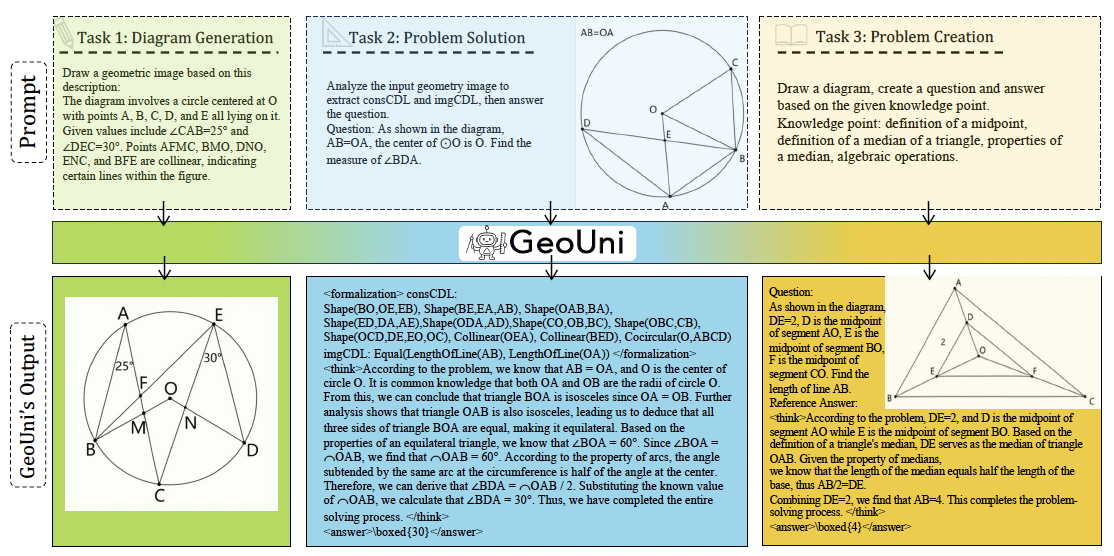 Prompt
Task 1: Diagram Generation
Draw a geometric image based on this
description:
The diagram involves a circle centered at O
with points A, B, C, D, and E all lying on it.
Given values include ∠CAB=25° and
∠DEC=30°. Points AFMC, BMO, DNO,
ENC, and BFE are collinear, indicating
certain lines within the figure.
Task 2: Problem Solution
Analyze the input geometry image to
extract consCDL and imgCDL, then answer
the question.
Question: As shown in the diagram,
AB=OA, the center of ⊙O is O. Find the
measure of ∠BDA.
AB=OA
C
O
D
E
B
A
Task 3: Problem Creation
Draw a diagram, create a question and answer
based on the given knowledge point.
Knowledge point: definition of a midpoint,
definition of a median of a triangle, properties of
a median, algebraic operations.
GeoUni
GeoUni's Output
A
E
25°
30°
F
O
M
N
B
D
C
<formalization> consCDL:
Shape(BO,OE,EB), Shape(BE,EA,AB), Shape(OAB,BA),
Shape(ED,DA,AE),Shape(ODA,AD),Shape(CO,OB,BC), Shape(OBC,CB),
Shape(OCD,DE,EO,OC), Collinear(OEA), Collinear(BED), Cocircular(O,ABCD)
imgCDL: Equal(LengthOfLine(AB), LengthOfLine(OA)) </formalization>
<think>According to the problem, we know that AB = OA, and O is the center of
circle O. It is common knowledge that both OA and OB are the radii of circle O.
From this, we can conclude that triangle BOA is isosceles since OA = OB. Further
analysis shows that triangle OAB is also isosceles, leading us to deduce that all
three sides of triangle BOA are equal, making it equilateral. Based on the
properties of an equilateral triangle, we know that ∠BOA = 60°. Since ∠BOA =
⌒OAB, we find that ⌒OAB = 60°. According to the property of arcs, the angle
subtended by the same arc at the circumference is half of the angle at the center.
Therefore, we can derive that ∠BDA = ⌒OAB / 2. Substituting the known value
of ⌒OAB, we calculate that ∠BDA = 30°. Thus, we have completed the entire
solving process. </think>
<answer>\boxed{30}</answer>
Question:
As shown in the diagram,
DE=2, D is the midpoint
of segment AO, E is the
midpoint of segment BO,
F is the midpoint of
segment CO. Find the
length of line AB.
Reference Answer:
A
D
2
O
E
F
B
C
<think>According to the problem, DE=2, and D is the midpoint of
segment AO while E is the midpoint of segment BO. Based on the
definition of a triangle's median, DE serves as the median of triangle
OAB. Given the property of medians,
we know that the length of the median equals half the length of the
base, thus AB/2=DE.
Combining DE=2, we find that AB=4. This completes the problem-
solving process. </think>
<answer>\boxed{4}</answer>